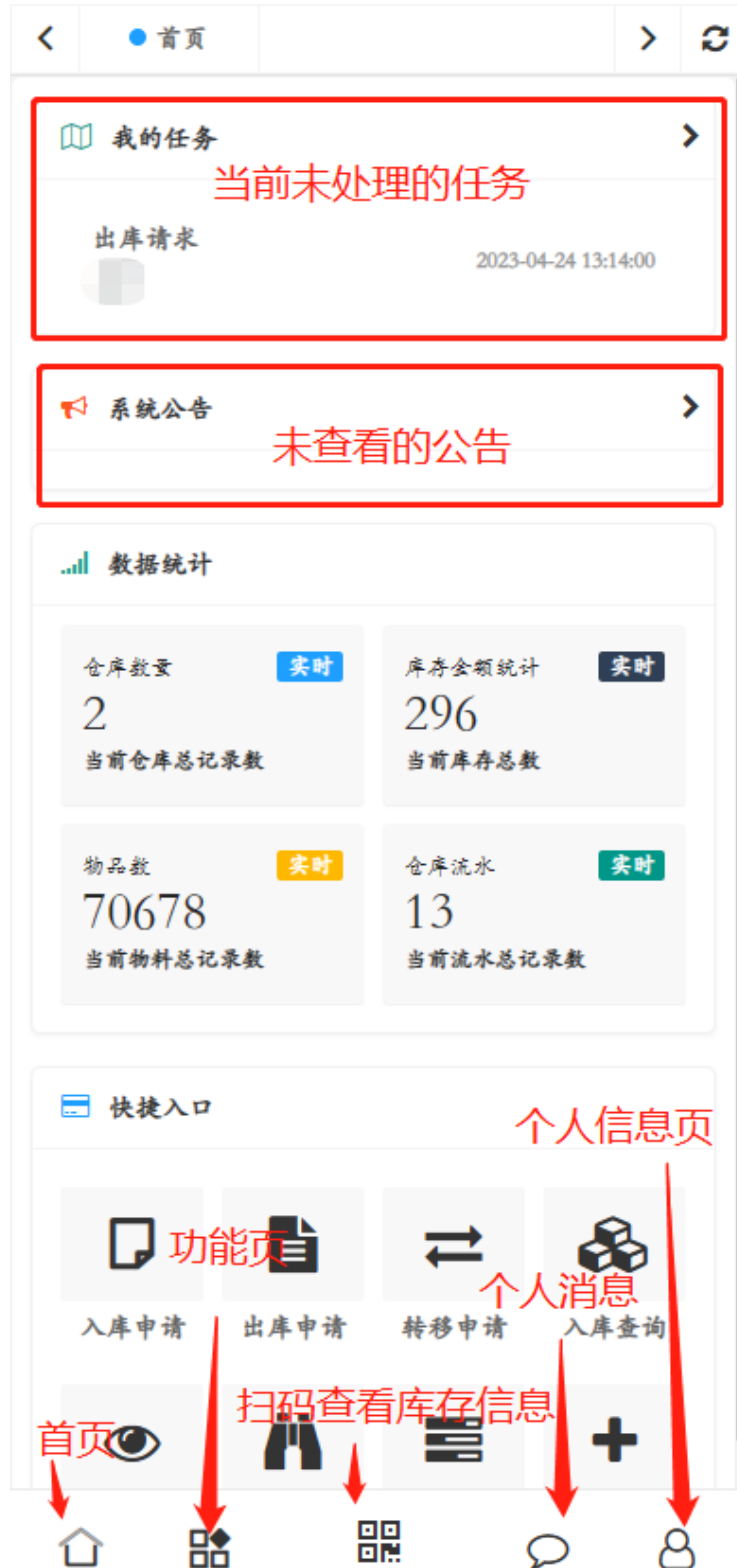 首页
我的任务
当前未处理的任务
出库请求
2023-04-24 13:14:00
系统公告
未查看的公告
数据统计
仓库数量 实时
2
当前仓库总记录数
库存金额统计 实时
296
当前库存总数
物品数 实时
70678
当前物料总记录数
仓库流水 实时
13
当前流水总记录数
快捷入口
个人信息页
功能页
个人消息
入库申请 出库申请 转移申请 入库查询
扫码查看库存信息
首页